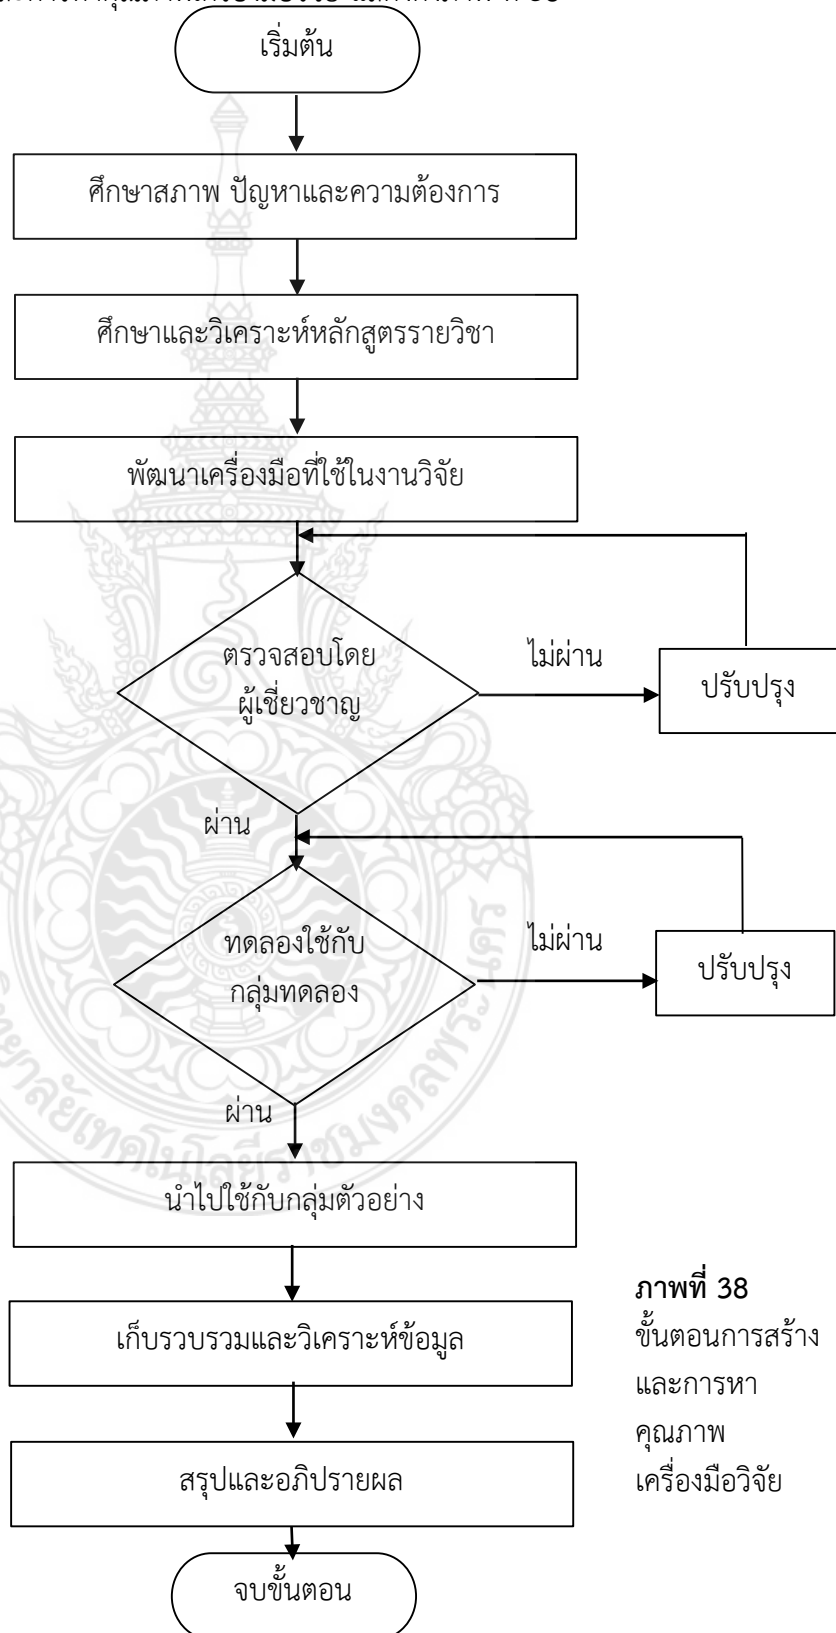 เริ่มต้น
ศึกษาสภาพ ปัญหาและความต้องการ
ศึกษาและวิเคราะห์หลักสูตรรายวิชา
พัฒนาเครื่องมือที่ใช้ในงานวิจัย
ตรวจสอบโดย
ผู้เชี่ยวชาญ
ไม่ผ่าน
ปรับปรุง
ผ่าน
ทดลองใช้กับ
กลุ่มทดลอง
ไม่ผ่าน
ปรับปรุง
ผ่าน
นำไปใช้กับกลุ่มตัวอย่าง
เก็บรวบรวมและวิเคราะห์ข้อมูล
สรุปและอภิปรายผล
จบขั้นตอน
ภาพที่ 38
ขั้นตอนการสร้าง
และการหา
คุณภาพ
เครื่องมือวิจัย